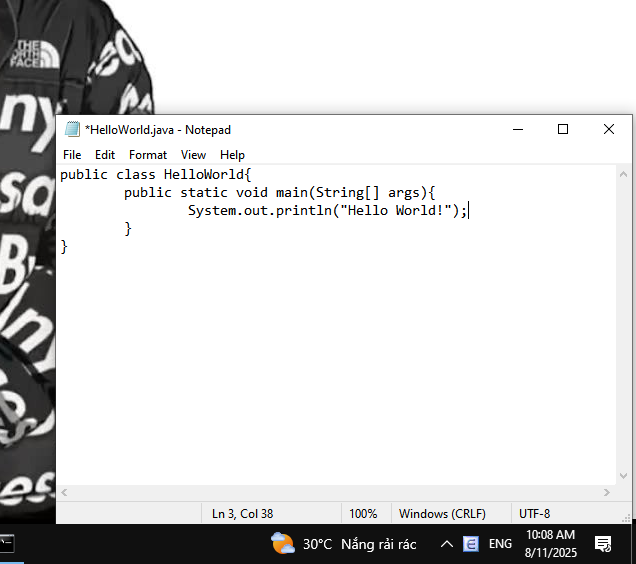 THE
NORTH
FACE
*HelloWorld.java - Notepad
File Edit Format View Help
public class HelloWorld{
        public static void main(String[] args){
                System.out.println("Hello World!");
        }
}
Ln 3, Col 38
100%
Windows (CRLF)
UTF-8
30°C Nắng rải rác
ENG
10:08 AM
8/11/2025